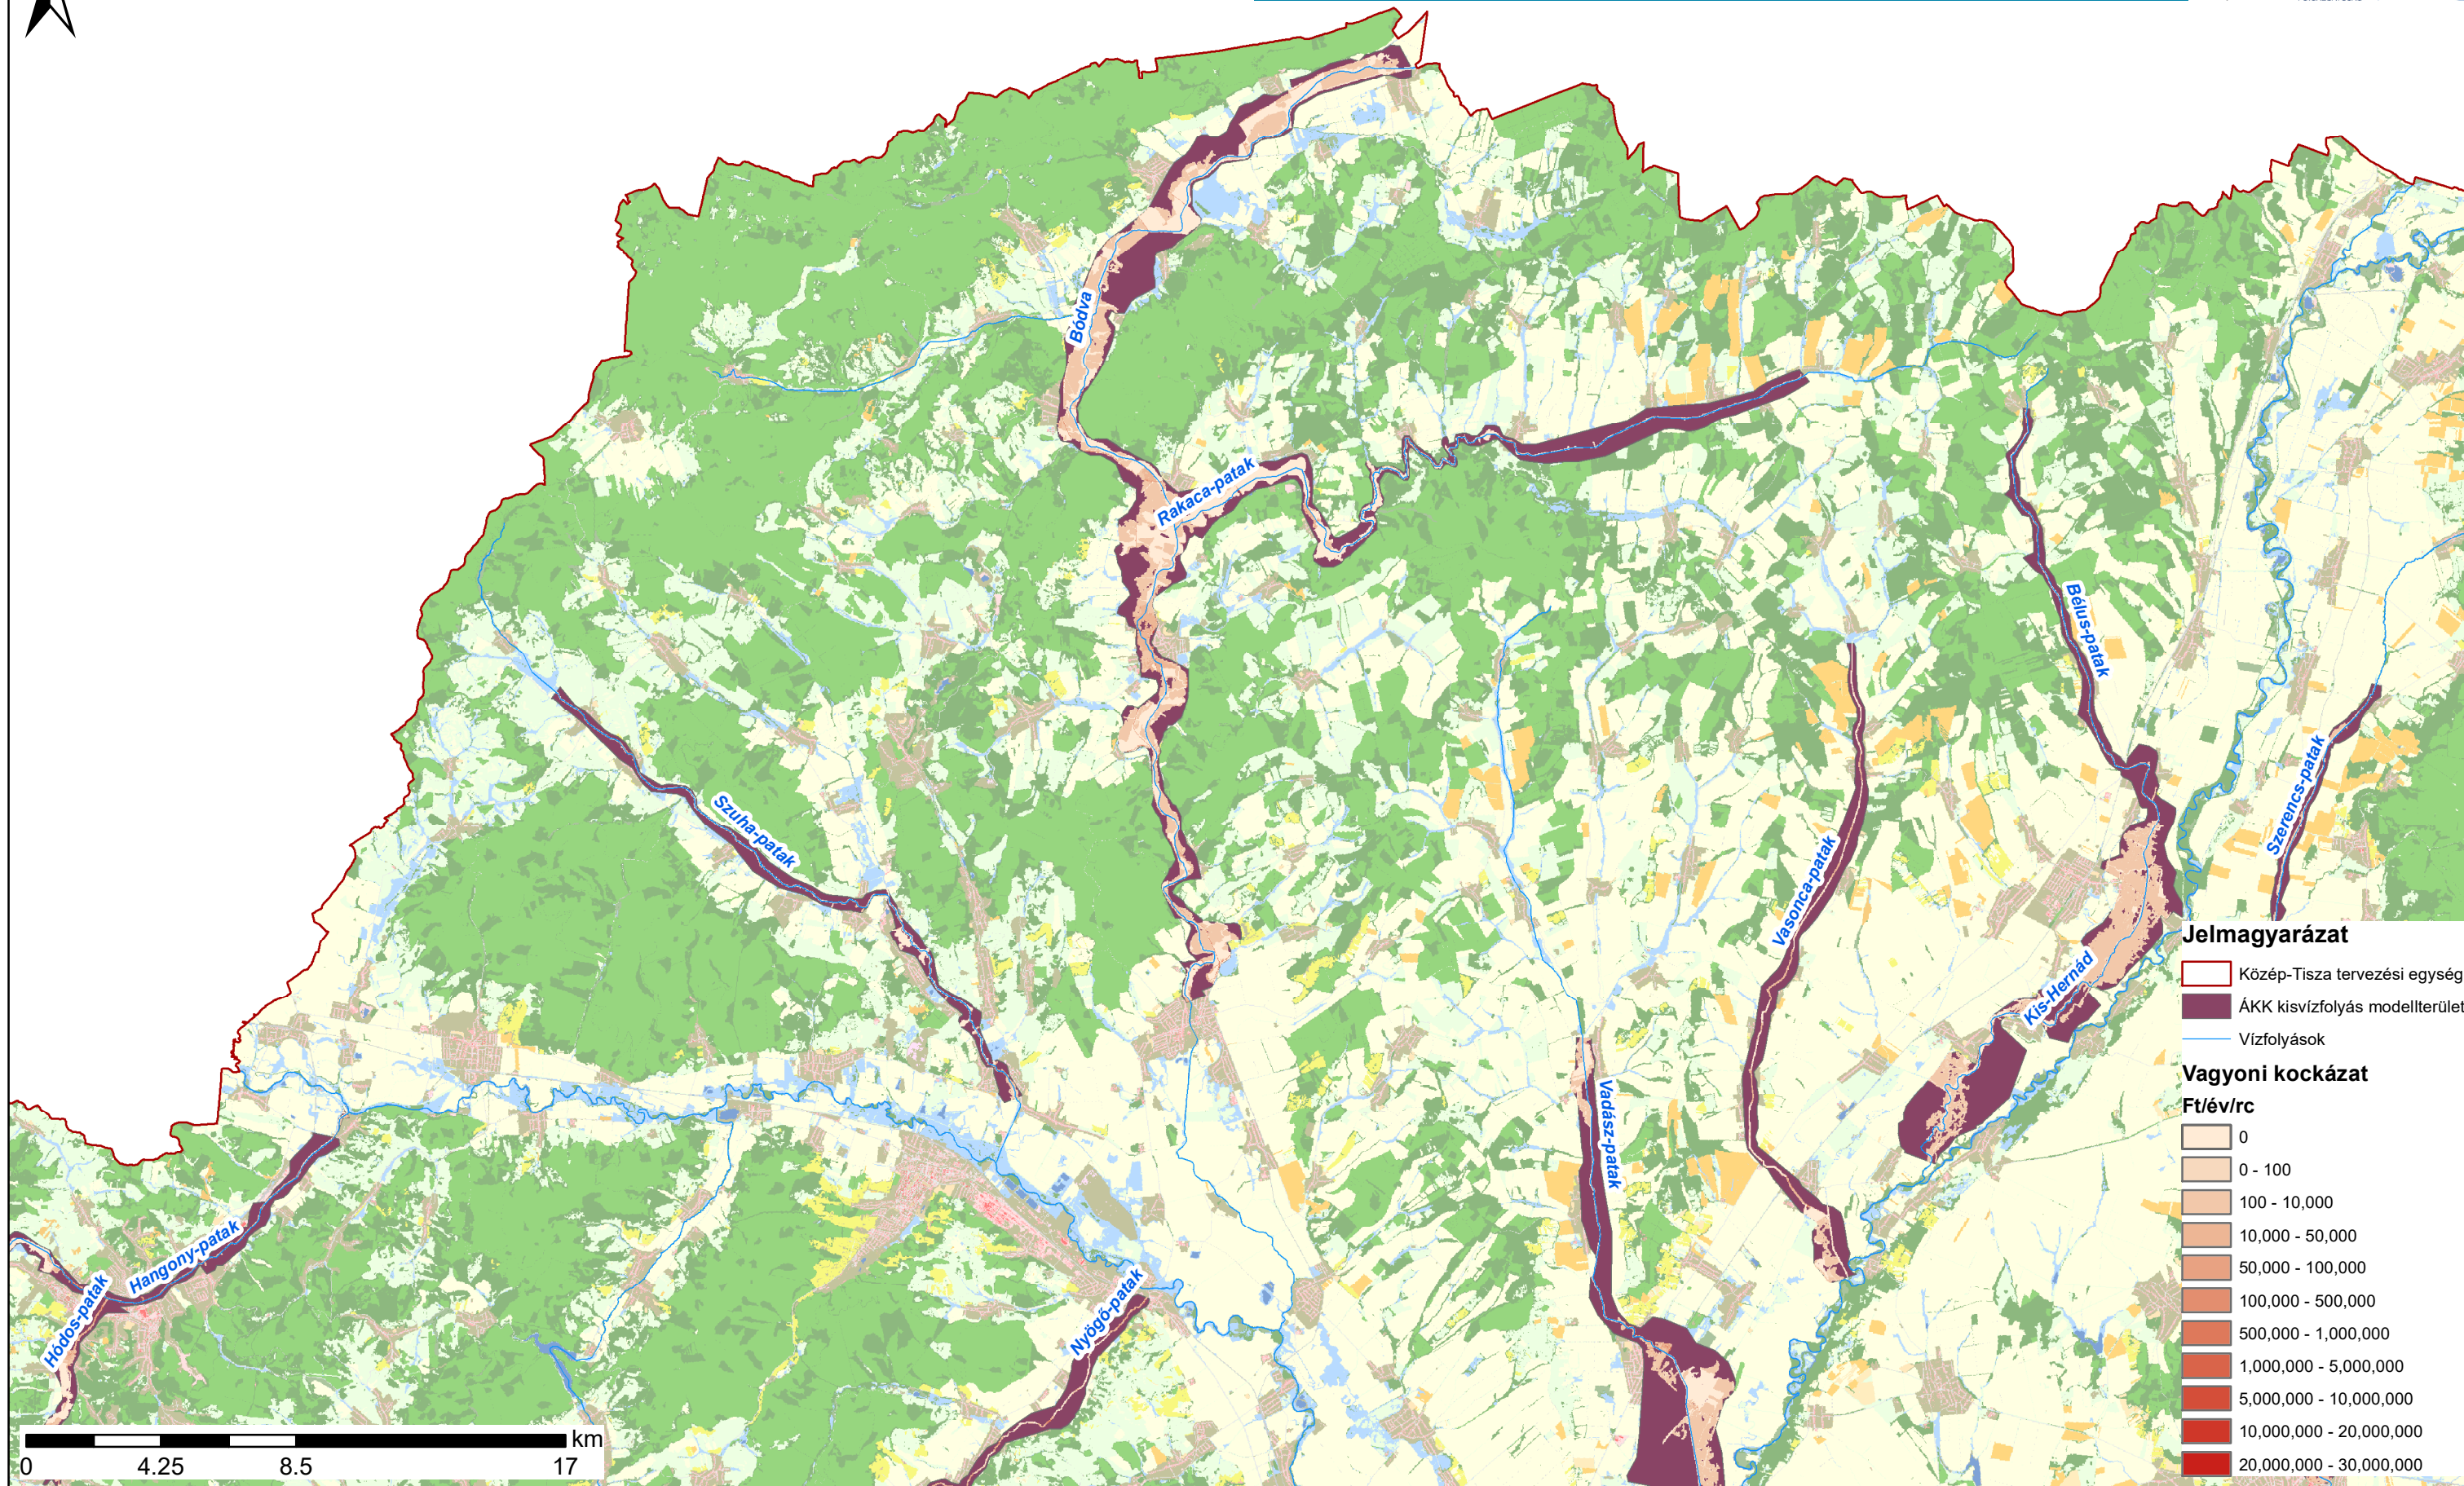 Bódva
Rakaca-patak
Bélus-patak
Szuha-patak
Szerencs-patak
Vasonca-patak
Kis-Hernád
Vadász-patak
Hangony-patak
Hódos-patak
Nyögő-patak
Jelmagyarázat
Közép-Tisza tervezési egység
ÁKK kisvízfolyás modellterület
Vízfolyások
Vagyoni kockázat
Ft/év/rc
0
0 - 100
100 - 10,000
10,000 - 50,000
50,000 - 100,000
100,000 - 500,000
500,000 - 1,000,000
1,000,000 - 5,000,000
5,000,000 - 10,000,000
10,000,000 - 20,000,000
20,000,000 - 30,000,000
km
0 4.25 8.5 17